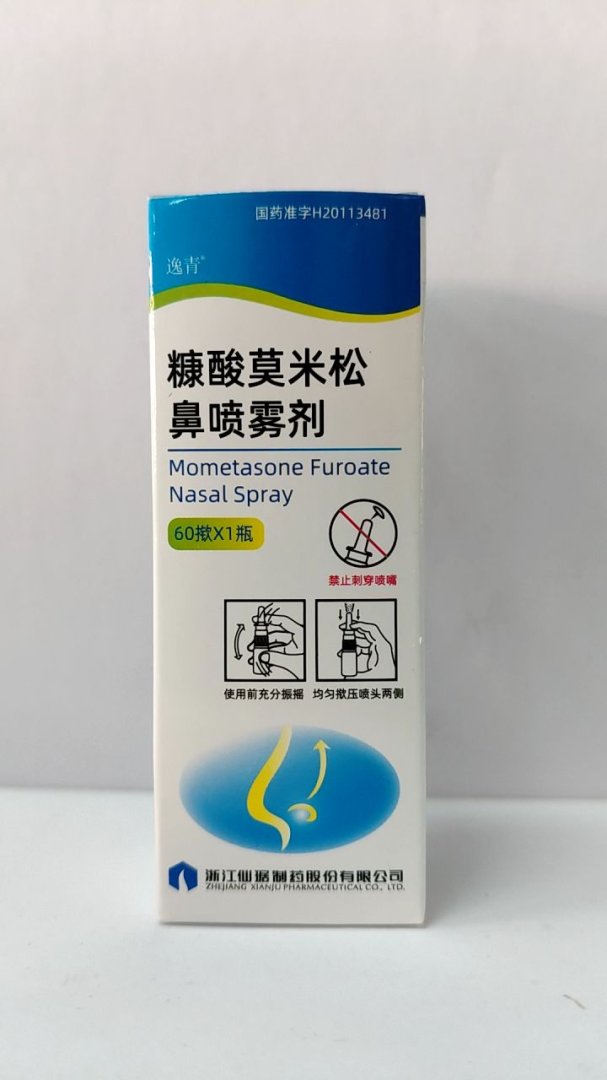 国药准字H20113481
逸青®
糠酸莫米松
鼻喷雾剂
Mometasone Furoate
Nasal Spray
60揿X1瓶
禁止刺穿喷嘴
使用前充分振摇 均匀揿压喷头两侧
浙江仙琚制药股份有限公司
ZHEJIANG XIANJU PHARMACEUTICAL CO., LTD.